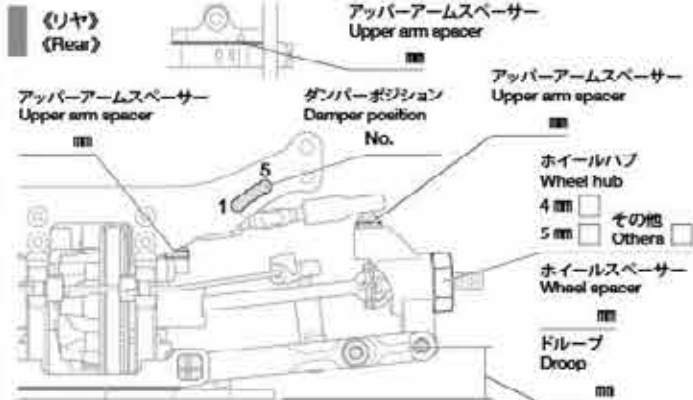 《リヤ》
《Rear》
アッパーアームスペーサー
Upper arm spacer
mm
アッパーアームスペーサー
Upper arm spacer
mm
ダンパーポジション
Damper position
No.
アッパーアームスペーサー
Upper arm spacer
mm
5
1
ホイールハブ
Wheel hub
4 mm
5 mm
その他
Others
ホイールスペーサー
Wheel spacer
mm
ドループ
Droop
mm